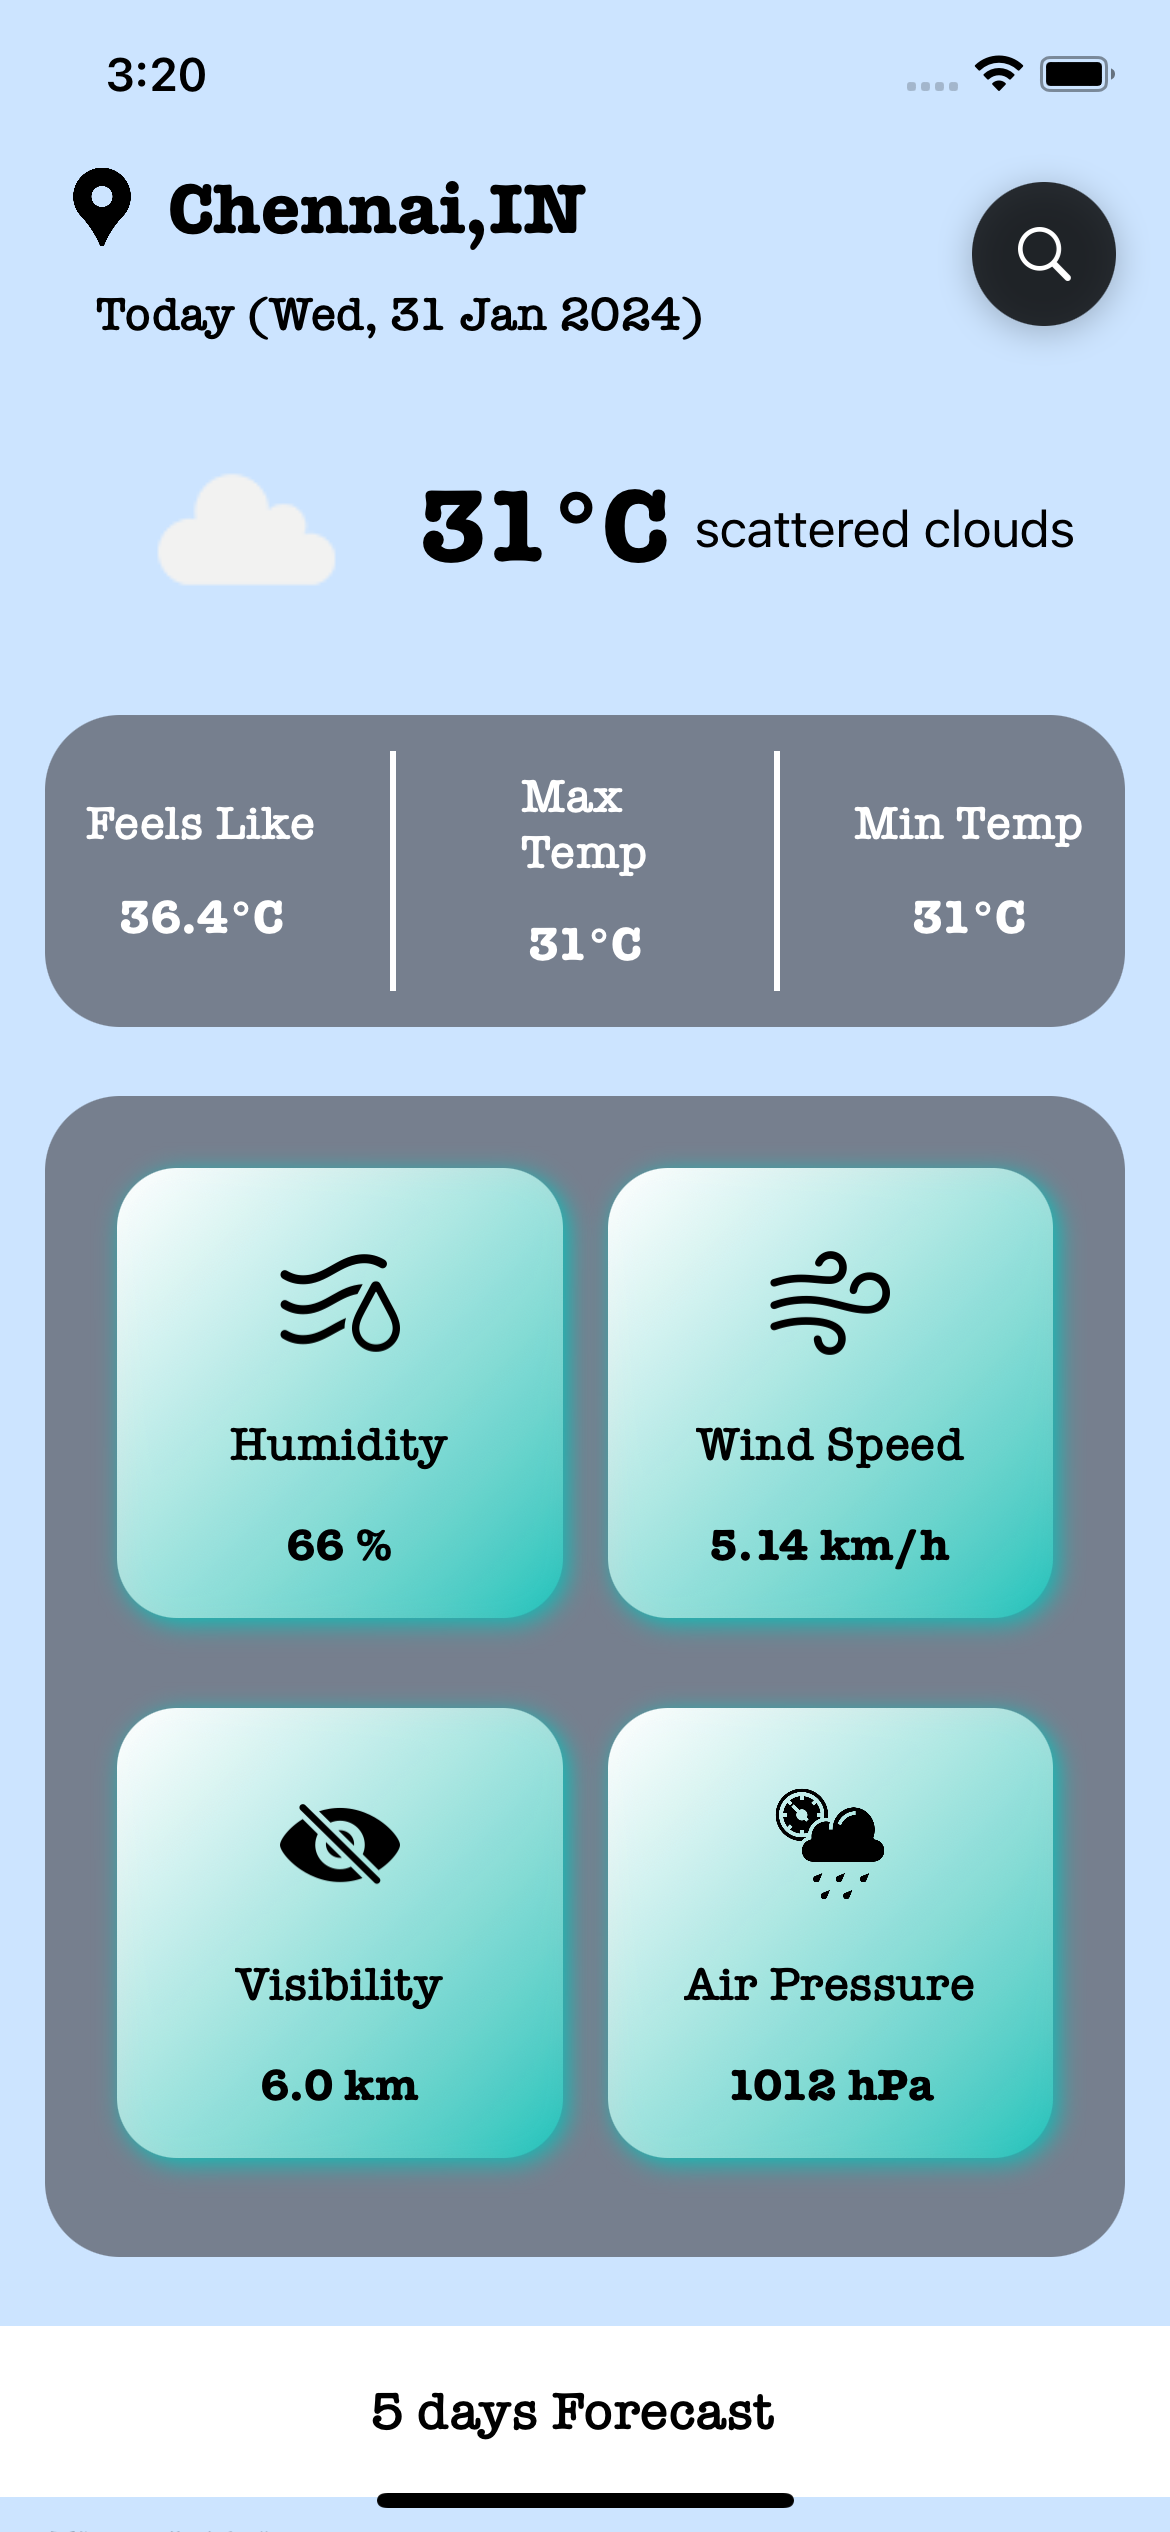 3:20
Chennai,IN
Today (Wed, 31 Jan 2024)
31°C scattered clouds
Feels Like
36.4°C
Max
Temp
31°C
Min Temp
31°C
Humidity
66 %
Wind Speed
5.14 km/h
Visibility
6.0 km
Air Pressure
1012 hPa
5 days Forecast